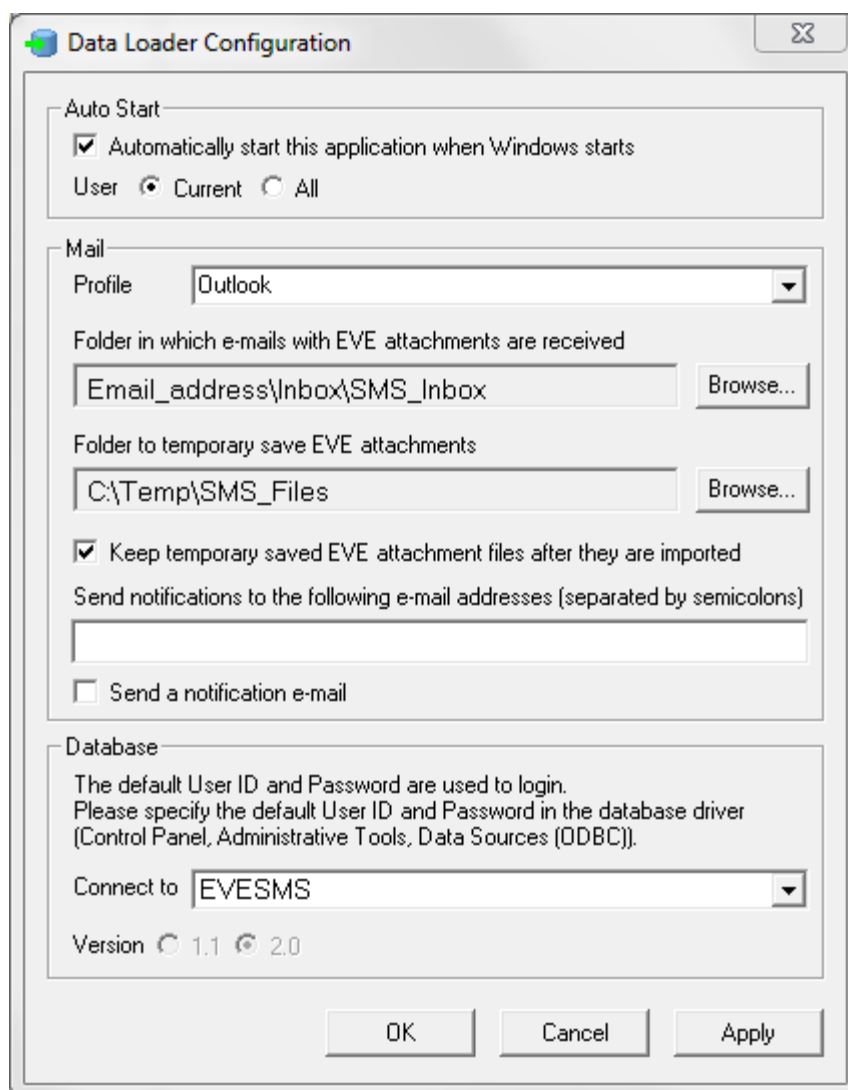 Data Loader Configuration
Auto Start
Automatically start this application when Windows starts
User Current All
Mail
Profile Outlook
Folder in which e-mails with EVE attachments are received
Email_address\Inbox\SMS_Inbox Browse...
Folder to temporary save EVE attachments
C:\Temp\SMS_Files Browse...
Keep temporary saved EVE attachment files after they are imported
Send notifications to the following e-mail addresses (separated by semicolons)
Send a notification e-mail
Database
The default User ID and Password are used to login.
Please specify the default User ID and Password in the database driver
(Control Panel, Administrative Tools, Data Sources (ODBC)).
Connect to EVESMS
Version 1.1 2.0
OK Cancel Apply